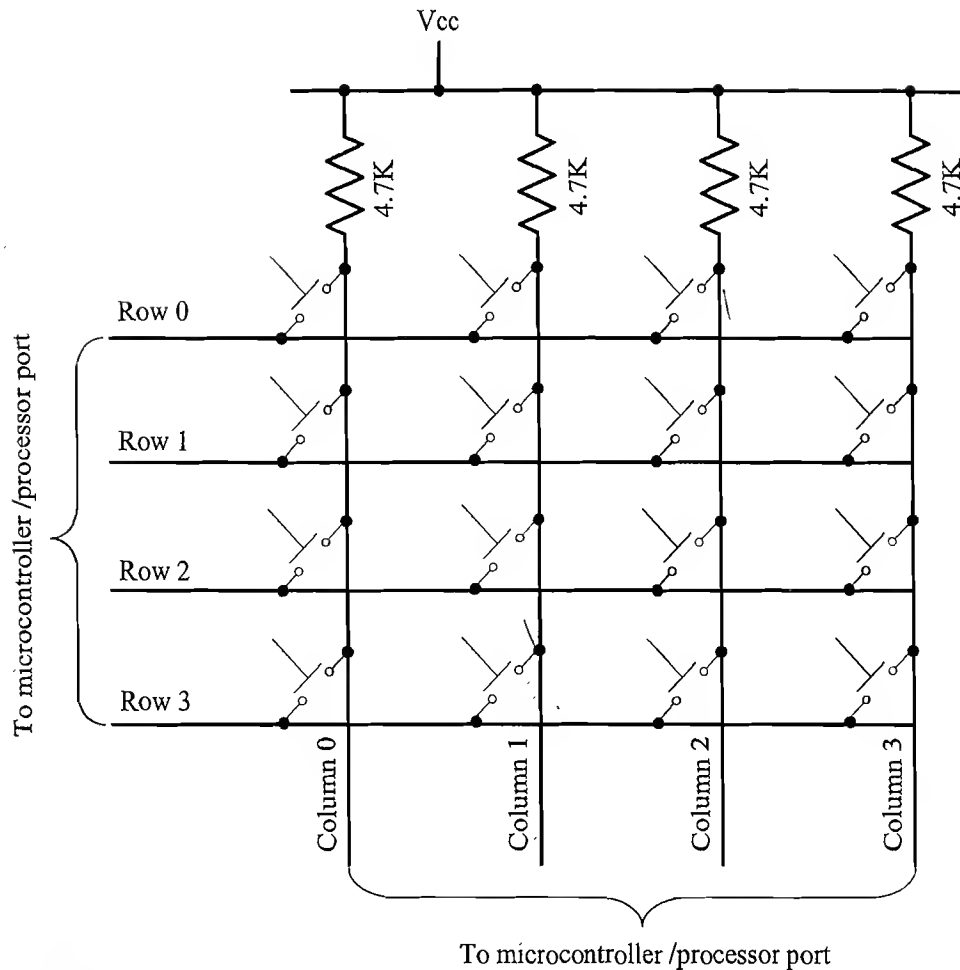 Vcc
4.7K
4.7K
4.7K
4.7K
Row 0
Row 1
Row 2
Row 3
To microcontroller /processor port
Column 0
Column 1
Column 2
Column 3
To microcontroller /processor port